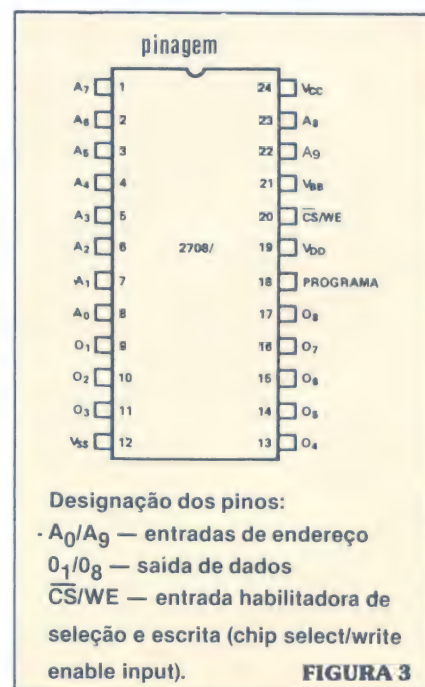 pinagem
A7 1 24 VCC
A6 2 23 A8
A5 3 22 A9
A4 4 21 VBB
A3 5 20 C̅S̅/WE
A2 6 2708/ 19 VDD
A1 7 18 PROGRAMA
A0 8 17 O8
O1 9 16 O7
O2 10 15 O6
O3 11 14 O5
VSS 12 13 O4
Designação dos pinos:
- A0/A9 — entradas de endereço
01/08 — saída de dados
C̅S̅/WE — entrada habilitadora de
seleção e escrita (chip select/write
enable input). FIGURA 3